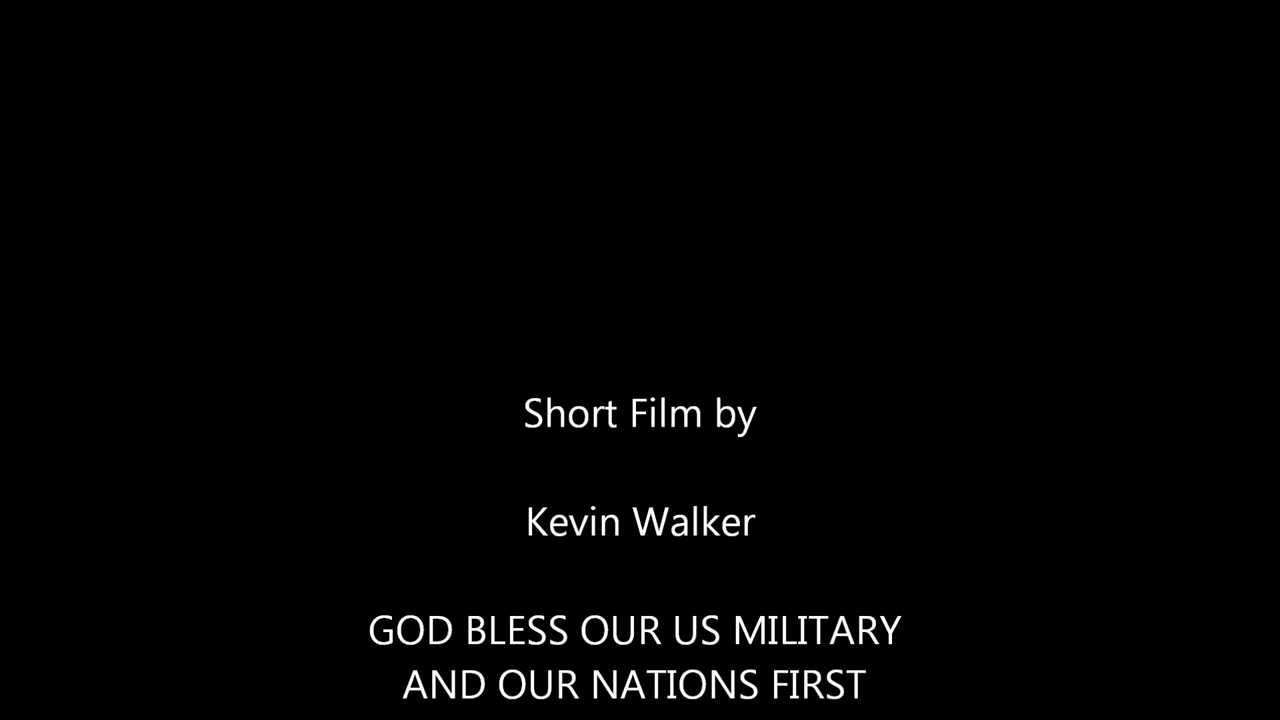 Short Film by
Kevin Walker
GOD BLESS OUR US MILITARY
AND OUR NATIONS FIRST